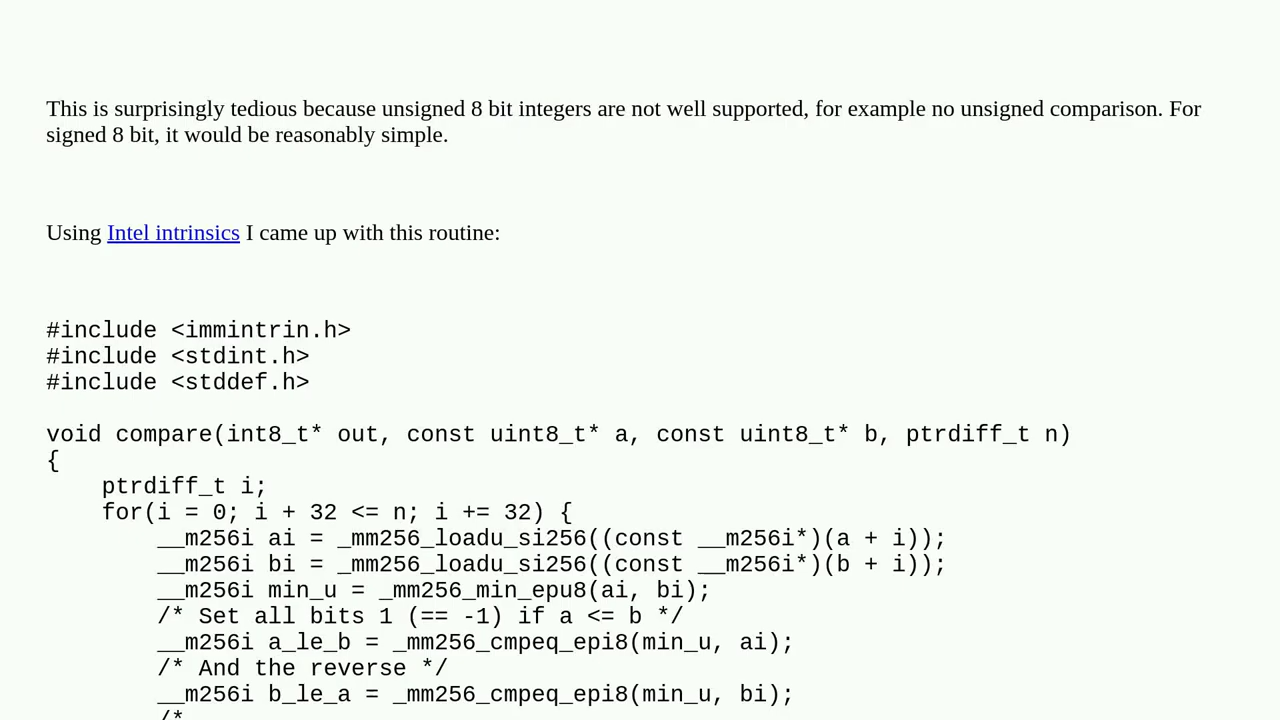 This is surprisingly tedious because unsigned 8 bit integers are not well supported, for example no unsigned comparison. For
signed 8 bit, it would be reasonably simple.
Using Intel intrinsics I came up with this routine:
#include <immintrin.h>
#include <stdint.h>
#include <stddef.h>
void compare(int8_t* out, const uint8_t* a, const uint8_t* b, ptrdiff_t n)
{
    ptrdiff_t i;
    for(i = 0; i + 32 <= n; i += 32) {
        __m256i ai = _mm256_loadu_si256((const __m256i*)(a + i));
        __m256i bi = _mm256_loadu_si256((const __m256i*)(b + i));
        __m256i min_u = _mm256_min_epu8(ai, bi);
        /* Set all bits 1 (== -1) if a <= b */
        __m256i a_le_b = _mm256_cmpeq_epi8(min_u, ai);
        /* And the reverse */
        __m256i b_le_a = _mm256_cmpeq_epi8(min_u, bi);
        /*